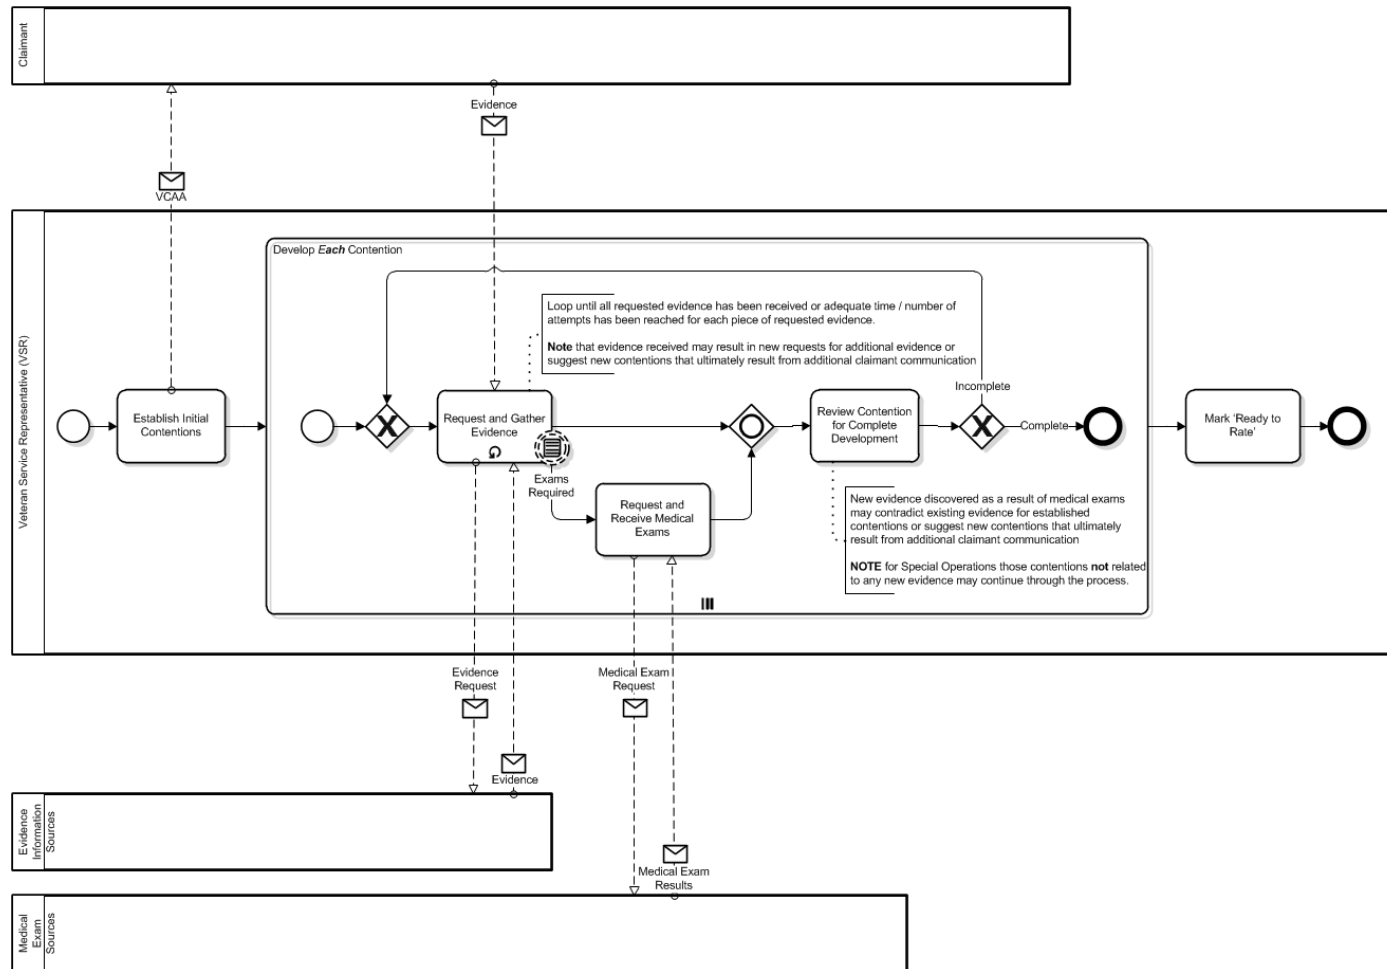 Claimant
Evidence
VCAA
Veteran Service Representative (VSR)
Develop Each Contention
Loop until all requested evidence has been received or adequate time / number of
attempts has been reached for each piece of requested evidence.
Note that evidence received may result in new requests for additional evidence or
suggest new contentions that ultimately result from additional claimant communication
Establish Initial
Contentions
Request and Gather
Evidence
Exams
Required
Request and
Receive Medical
Exams
Review Contention
for Complete
Development
Incomplete
Complete
Mark 'Ready to
Rate'
New evidence discovered as a result of medical exams
may contradict existing evidence for established
contentions or suggest new contentions that ultimately
result from additional claimant communication
NOTE for Special Operations those contentions not related
to any new evidence may continue through the process.
Evidence
Request
Medical Exam
Request
Evidence
Evidence
Information
Sources
Medical Exam
Results
Medical
Exam
Sources